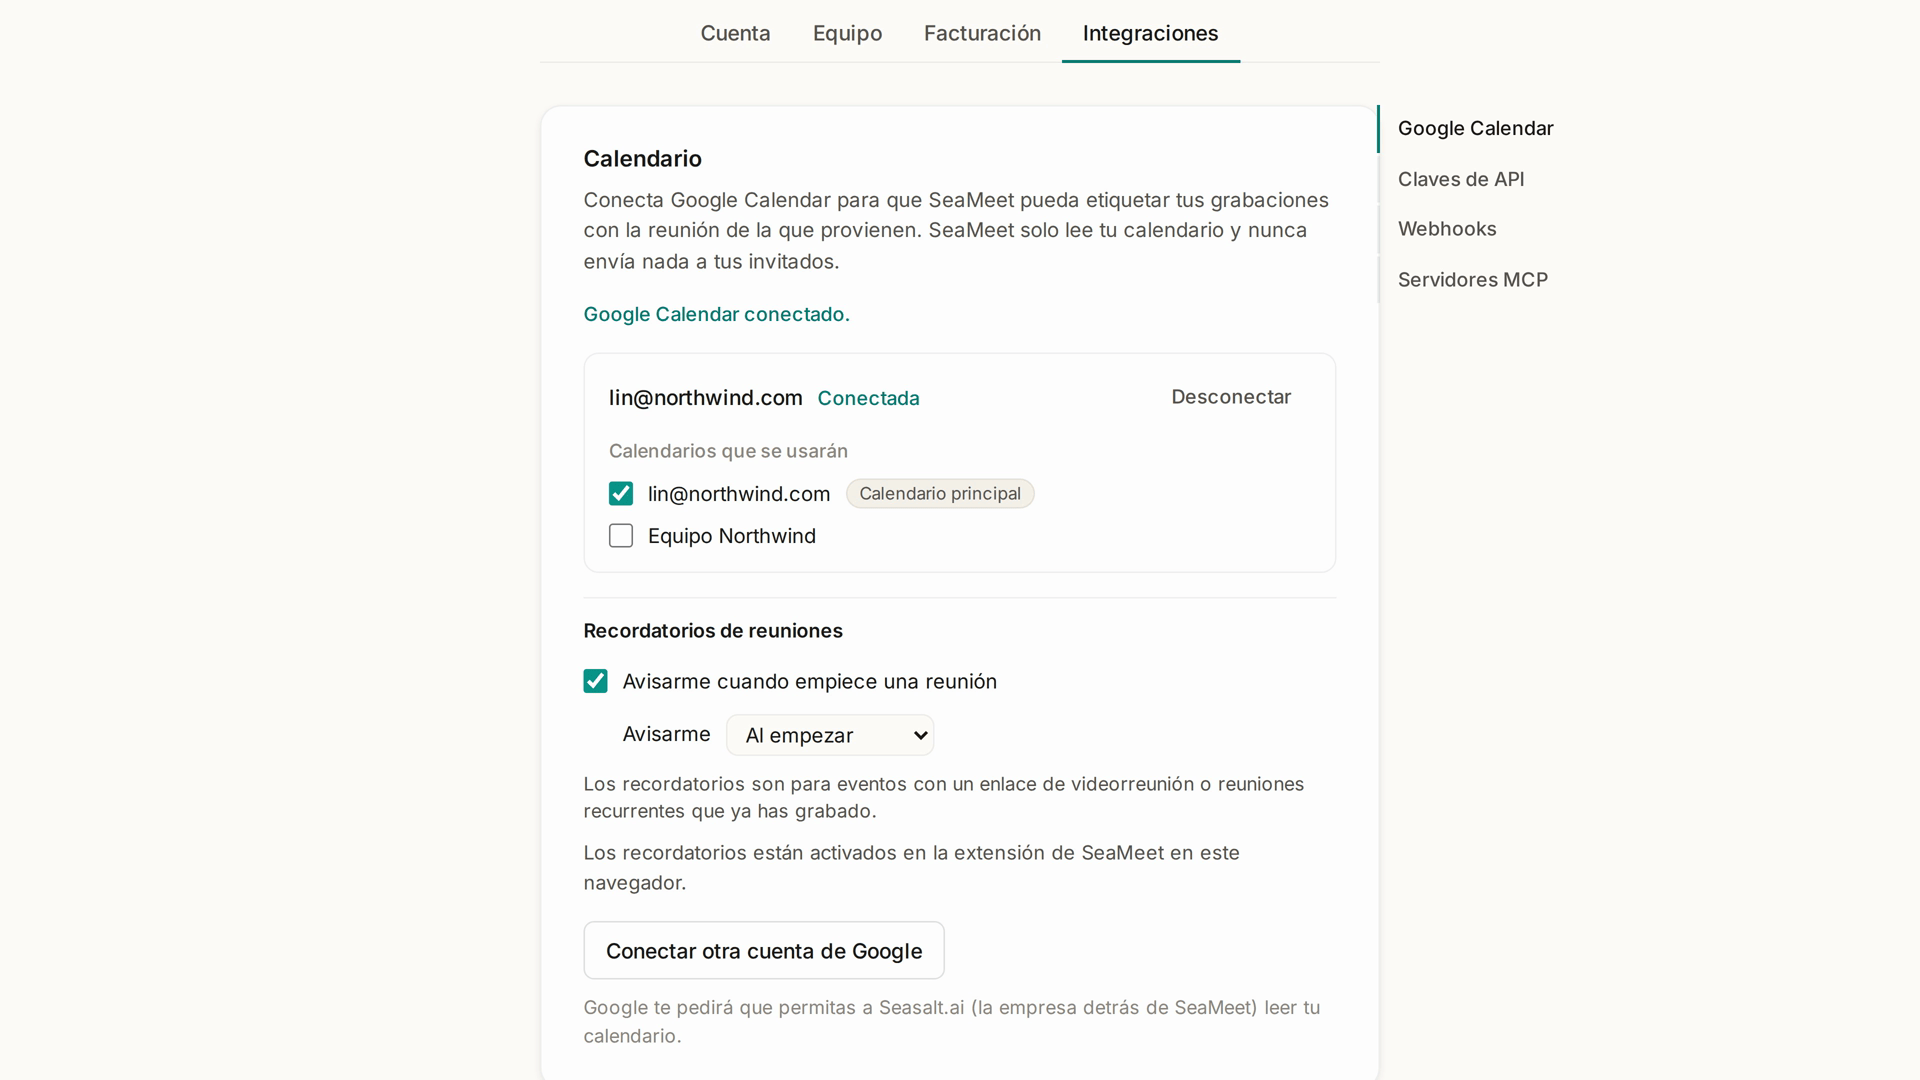 Cuenta
Equipo
Facturación
Integraciones
Google Calendar
Claves de API
Webhooks
Servidores MCP
Calendario
Conecta Google Calendar para que SeaMeet pueda etiquetar tus grabaciones
con la reunión de la que provienen. SeaMeet solo lee tu calendario y nunca
envía nada a tus invitados.
Google Calendar conectado.
lin@northwind.com Conectada
Desconectar
Calendarios que se usarán
lin@northwind.com Calendario principal
Equipo Northwind
Recordatorios de reuniones
Avisarme cuando empiece una reunión
Avisarme Al empezar
Los recordatorios son para eventos con un enlace de videorreunión o reuniones
recurrentes que ya has grabado.
Los recordatorios están activados en la extensión de SeaMeet en este
navegador.
Conectar otra cuenta de Google
Google te pedirá que permitas a Seasalt.ai (la empresa detrás de SeaMeet) leer tu
calendario.